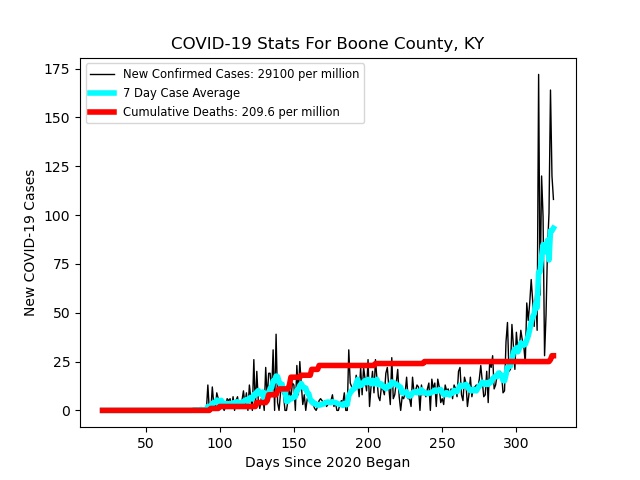 COVID-19 Stats For Boone County, KY
New Confirmed Cases: 29100 per million
7 Day Case Average
Cumulative Deaths: 209.6 per million
New COVID-19 Cases
175
150
125
100
75
50
25
0
50
100
150
200
250
300
Days Since 2020 Began